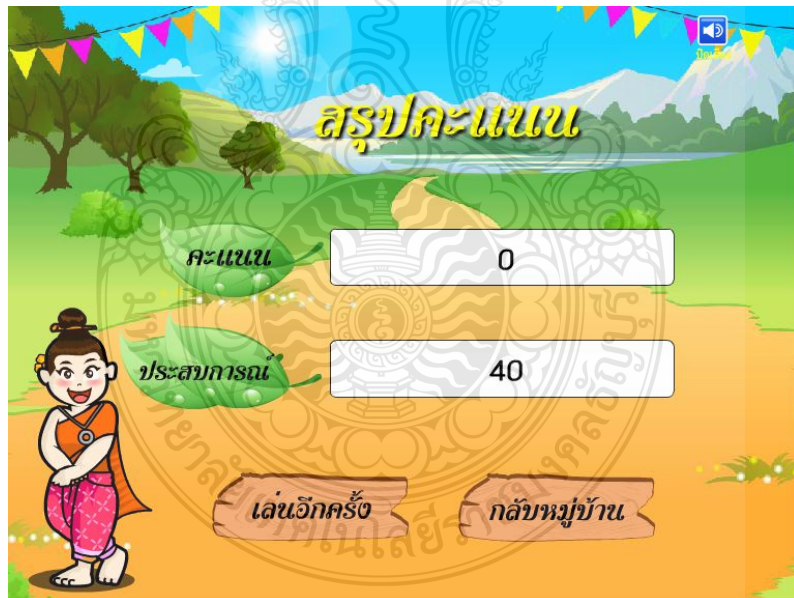 สรุปคะแนน
คะแนน
0
ประสบการณ์
40
เล่นอีกครั้ง
กลับหมู่บ้าน